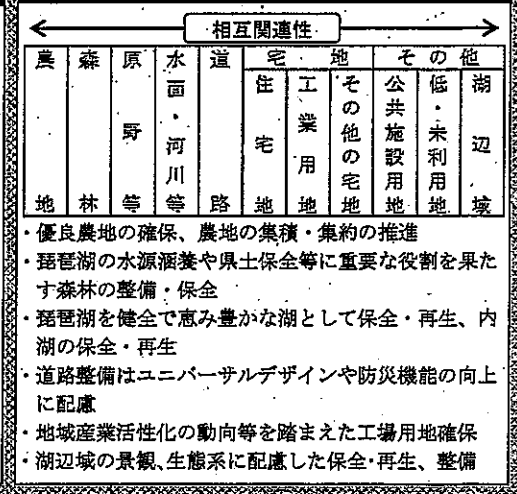 相互関連性
農地
森林
原野等
水面・河川等
道路
宅地
住宅地
工業用地
その他の宅地
その他
公共施設用地
低・未利用地
湖辺域
・優良農地の確保、農地の集積・集約の推進
・琵琶湖の水源涵養や県土保全等に重要な役割を果た
す森林の整備・保全
・琵琶湖を健全で恵み豊かな湖として保全・再生、内
湖の保全・再生
・道路整備はユニバーサルデザインや防災機能の向上
に配慮
・地域産業活性化の動向等を踏まえた工場用地確保
・湖辺域の景観、生態系に配慮した保全・再生、整備